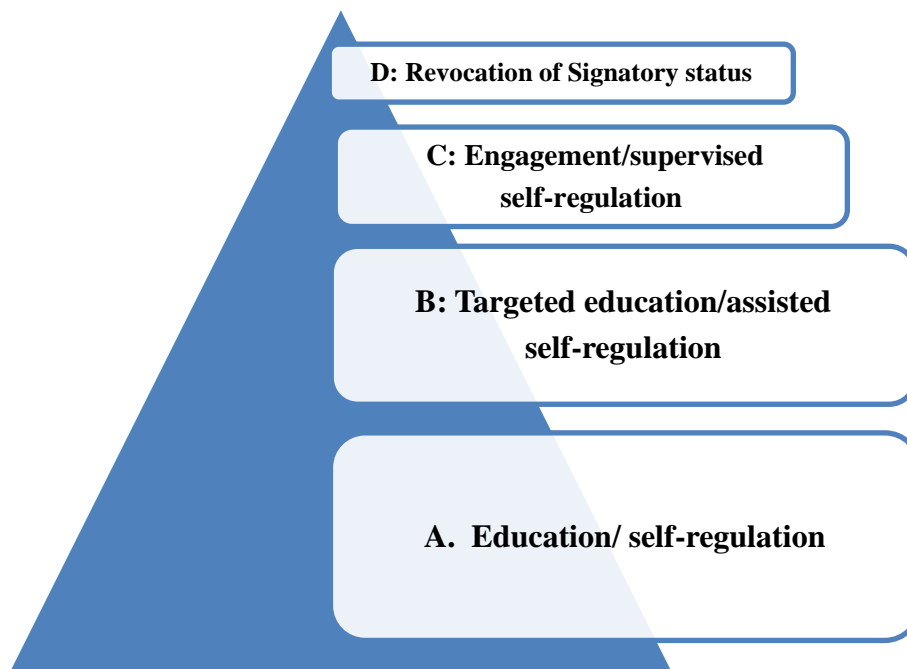 D: Revocation of Signatory status
C: Engagement/supervised
self-regulation
B: Targeted education/assisted
self-regulation
A. Education/ self-regulation